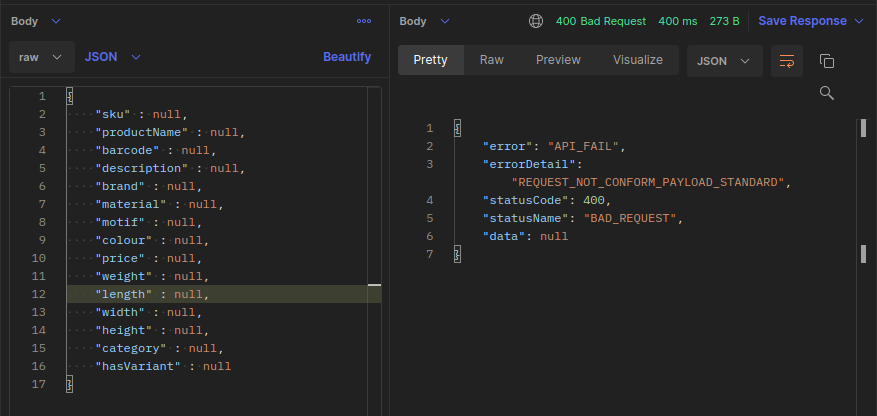 Body
raw JSON Beautify
1 {
2 "sku" : null,
3 "productName" : null,
4 "barcode" : null,
5 "description" : null,
6 "brand" : null,
7 "material" : null,
8 "motif" : null,
9 "colour" : null,
10 "price" : null,
11 "weight" : null,
12 "length" : null,
13 "width" : null,
14 "height" : null,
15 "category" : null,
16 "hasVariant" : null
17 }
Body 400 Bad Request 400 ms 273 B Save Response
Pretty Raw Preview Visualize JSON
1 {
2 "error": "API_FAIL",
3 "errorDetail":
"REQUEST_NOT_CONFORM_PAYLOAD_STANDARD",
4 "statusCode": 400,
5 "statusName": "BAD_REQUEST",
6 "data": null
7 }